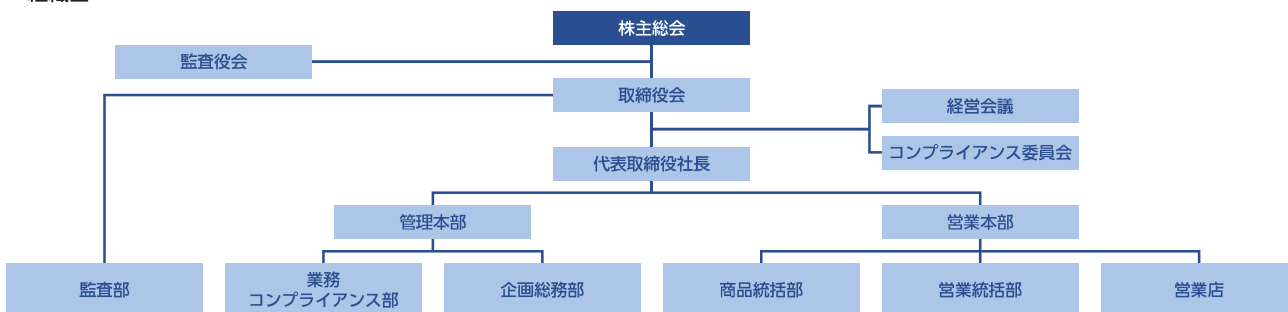 株主総会
監査役会
取締役会
経営会議
コンプライアンス委員会
代表取締役社長
管理本部
営業本部
監査部
業務
コンプライアンス部
企画総務部
商品統括部
営業統括部
営業店